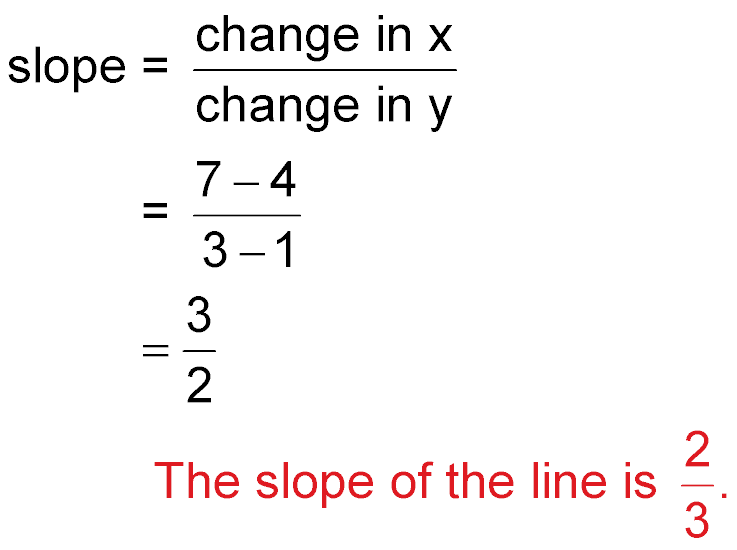 slope = change in x / change in y
= 7 – 4 / 3 – 1
= 3 / 2
The slope of the line is 2/3.